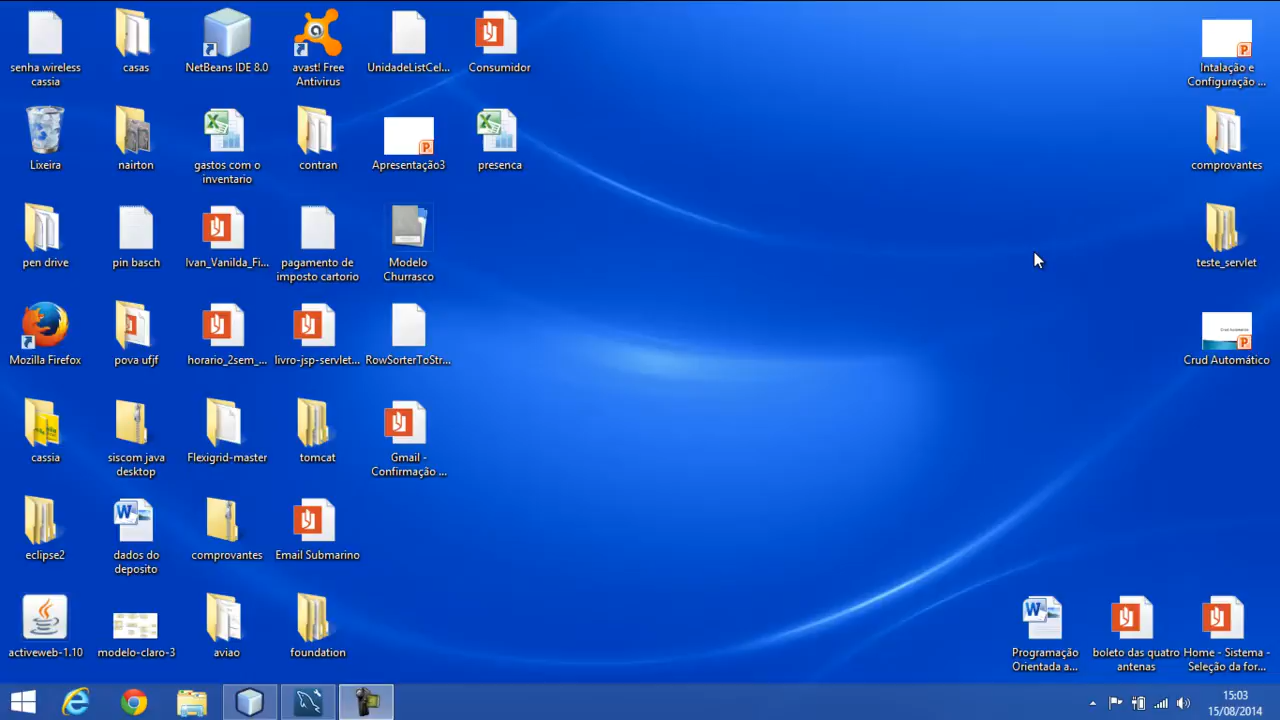 senha wireless
cassia
casas
NetBeans IDE 8.0
avast! Free
Antivirus
UnidadeListCel...
Consumidor
Intalação e
Configuração ...
Lixeira
nairton
gastos com o
inventario
contran
Apresentação3
presenca
comprovantes
pen drive
pin basch
Ivan_Vanilda_Fi...
pagamento de
imposto cartorio
Modelo
Churrasco
teste_servlet
Mozilla Firefox
pova ufjf
horario_2sem_...
livro-jsp-servlet...
RowSorterToStr...
Crud Automático
cassia
siscom java
desktop
Flexigrid-master
tomcat
Gmail -
Confirmação ...
eclipse2
dados do
deposito
comprovantes
Email Submarino
activeweb-1.10
modelo-claro-3
aviao
foundation
Programação
Orientada a...
boleto das quatro
antenas
Home - Sistema -
Seleção da for...
15:03
15/08/2014